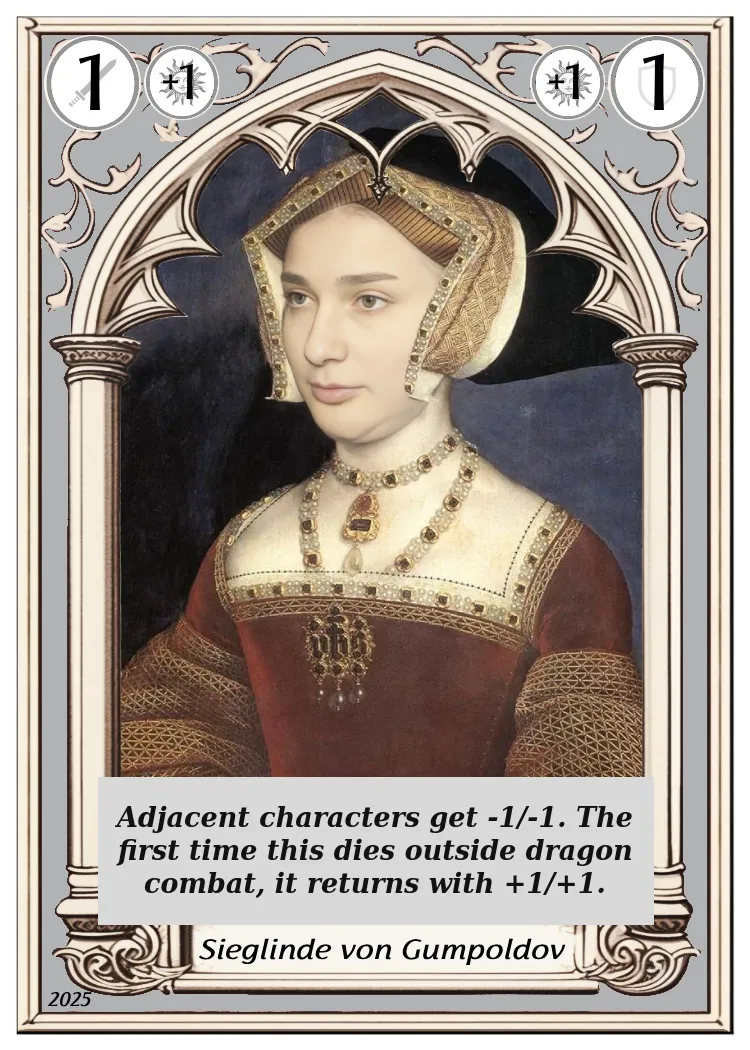 1 +1 +1 1
Adjacent characters get -1/-1. The
first time this dies outside dragon
combat, it returns with +1/+1.
Sieglinde von Gumpoldov
2025